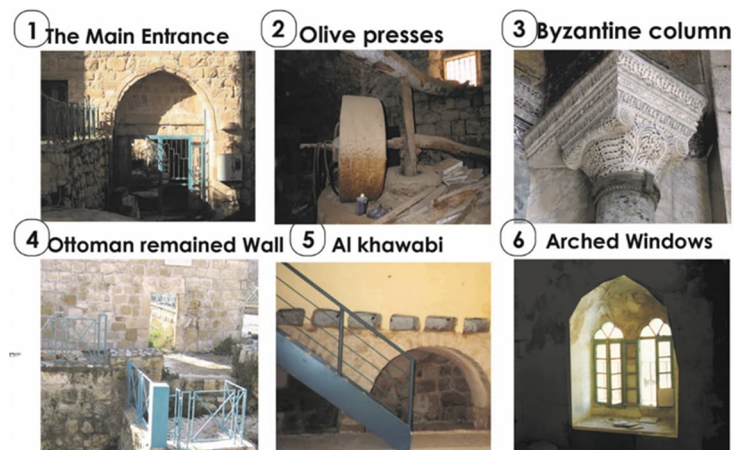 1 The Main Entrance
2 Olive presses
3 Byzantine column
4 Ottoman remained Wall
5 Al khawabi
6 Arched Windows